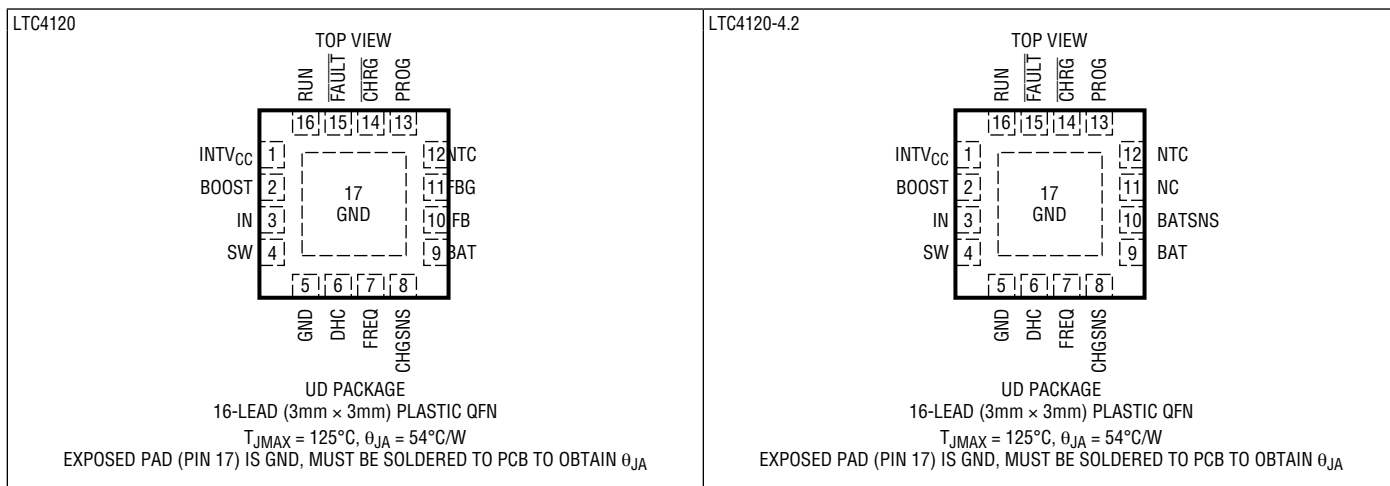 LTC4120
TOP VIEW
RUN
FAULT
CHRG
PROG
16 15 14 13
INTVCC 1
BOOST 2
IN 3
SW 4
17
GND
12 NTC
11 FBG
10 FB
9 BAT
5 6 7 8
GND
DHC
FREQ
CHGSNS
UD PACKAGE
16-LEAD (3mm × 3mm) PLASTIC QFN
TJMAX = 125°C, θJA = 54°C/W
EXPOSED PAD (PIN 17) IS GND, MUST BE SOLDERED TO PCB TO OBTAIN θJA
LTC4120-4.2
TOP VIEW
RUN
FAULT
CHRG
PROG
16 15 14 13
INTVCC 1
BOOST 2
IN 3
SW 4
17
GND
12 NTC
11 NC
10 BATSNS
9 BAT
5 6 7 8
GND
DHC
FREQ
CHGSNS
UD PACKAGE
16-LEAD (3mm × 3mm) PLASTIC QFN
TJMAX = 125°C, θJA = 54°C/W
EXPOSED PAD (PIN 17) IS GND, MUST BE SOLDERED TO PCB TO OBTAIN θJA